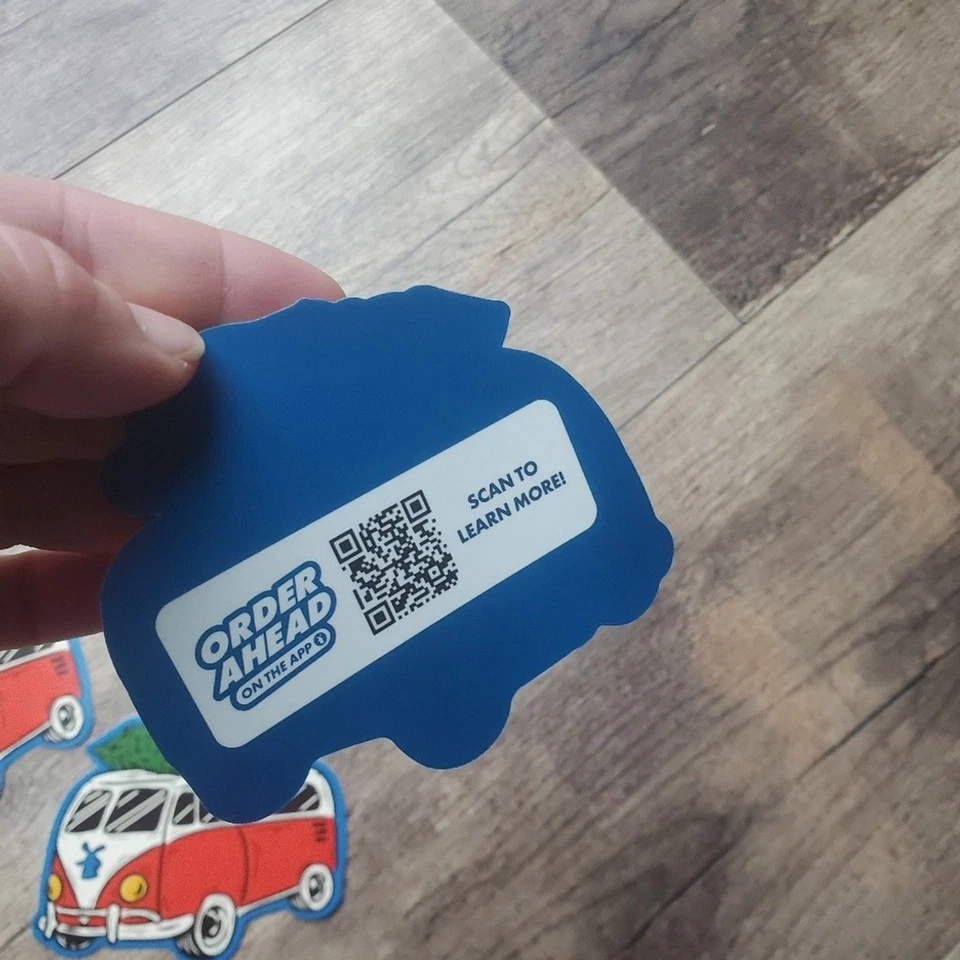 ORDER
AHEAD
ON THE APP
SCAN TO
LEARN MORE!